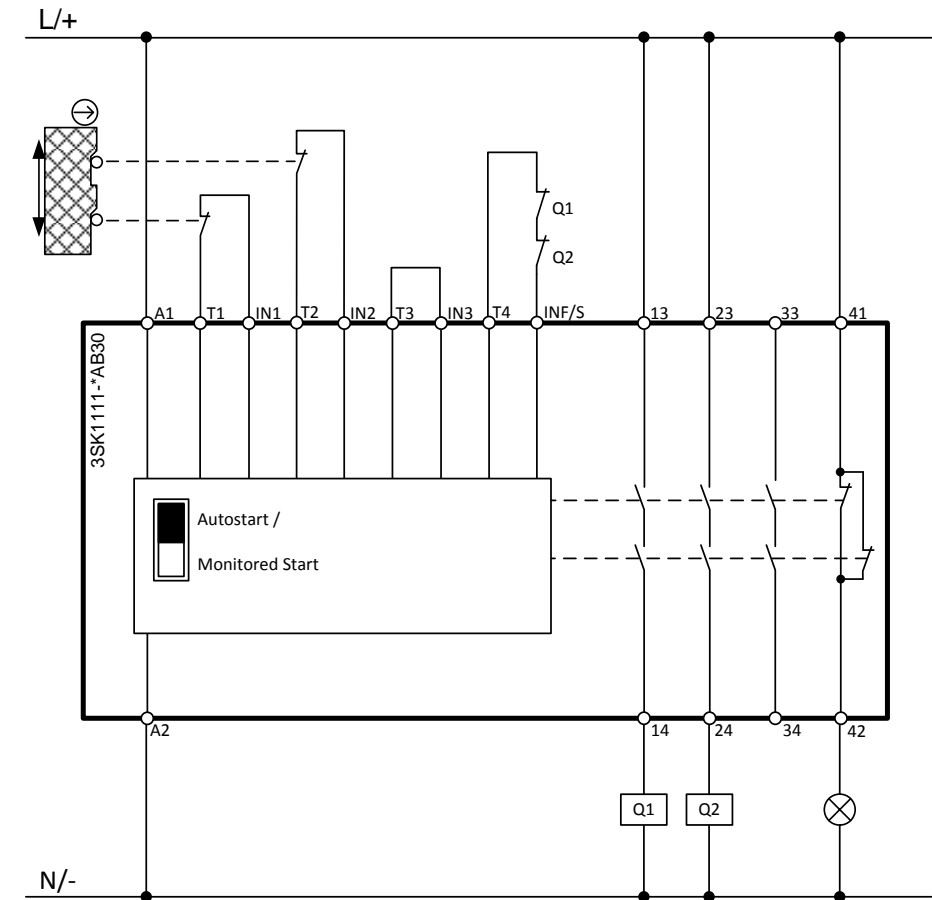 L/+
Q1
Q2
A1 T1 IN1 T2 IN2 T3 IN3 T4 INF/S 13 23 33 41
3SK1111-*AB30
Autostart /
Monitored Start
A2 14 24 34 42
Q1 Q2
N/-